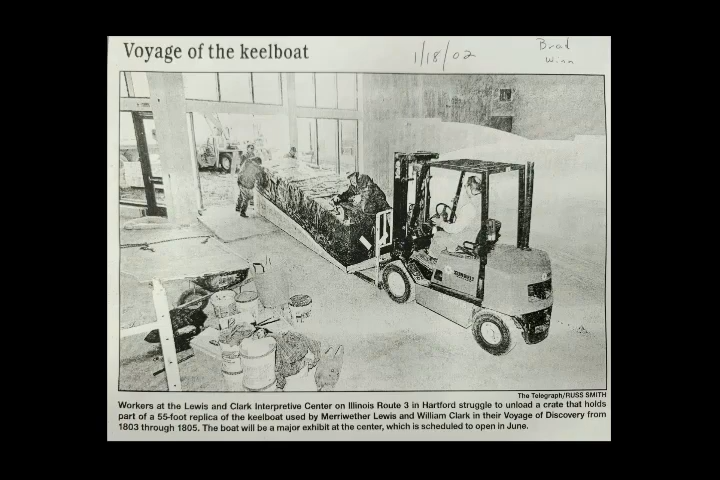 Voyage of the keelboat
1/18/02
Brad
Winn
The Telegraph/RUSS SMITH
Workers at the Lewis and Clark Interpretive Center on Illinois Route 3 in Hartford struggle to unload a crate that holds
part of a 55-foot replica of the keelboat used by Merriwether Lewis and William Clark in their Voyage of Discovery from
1803 through 1805. The boat will be a major exhibit at the center, which is scheduled to open in June.